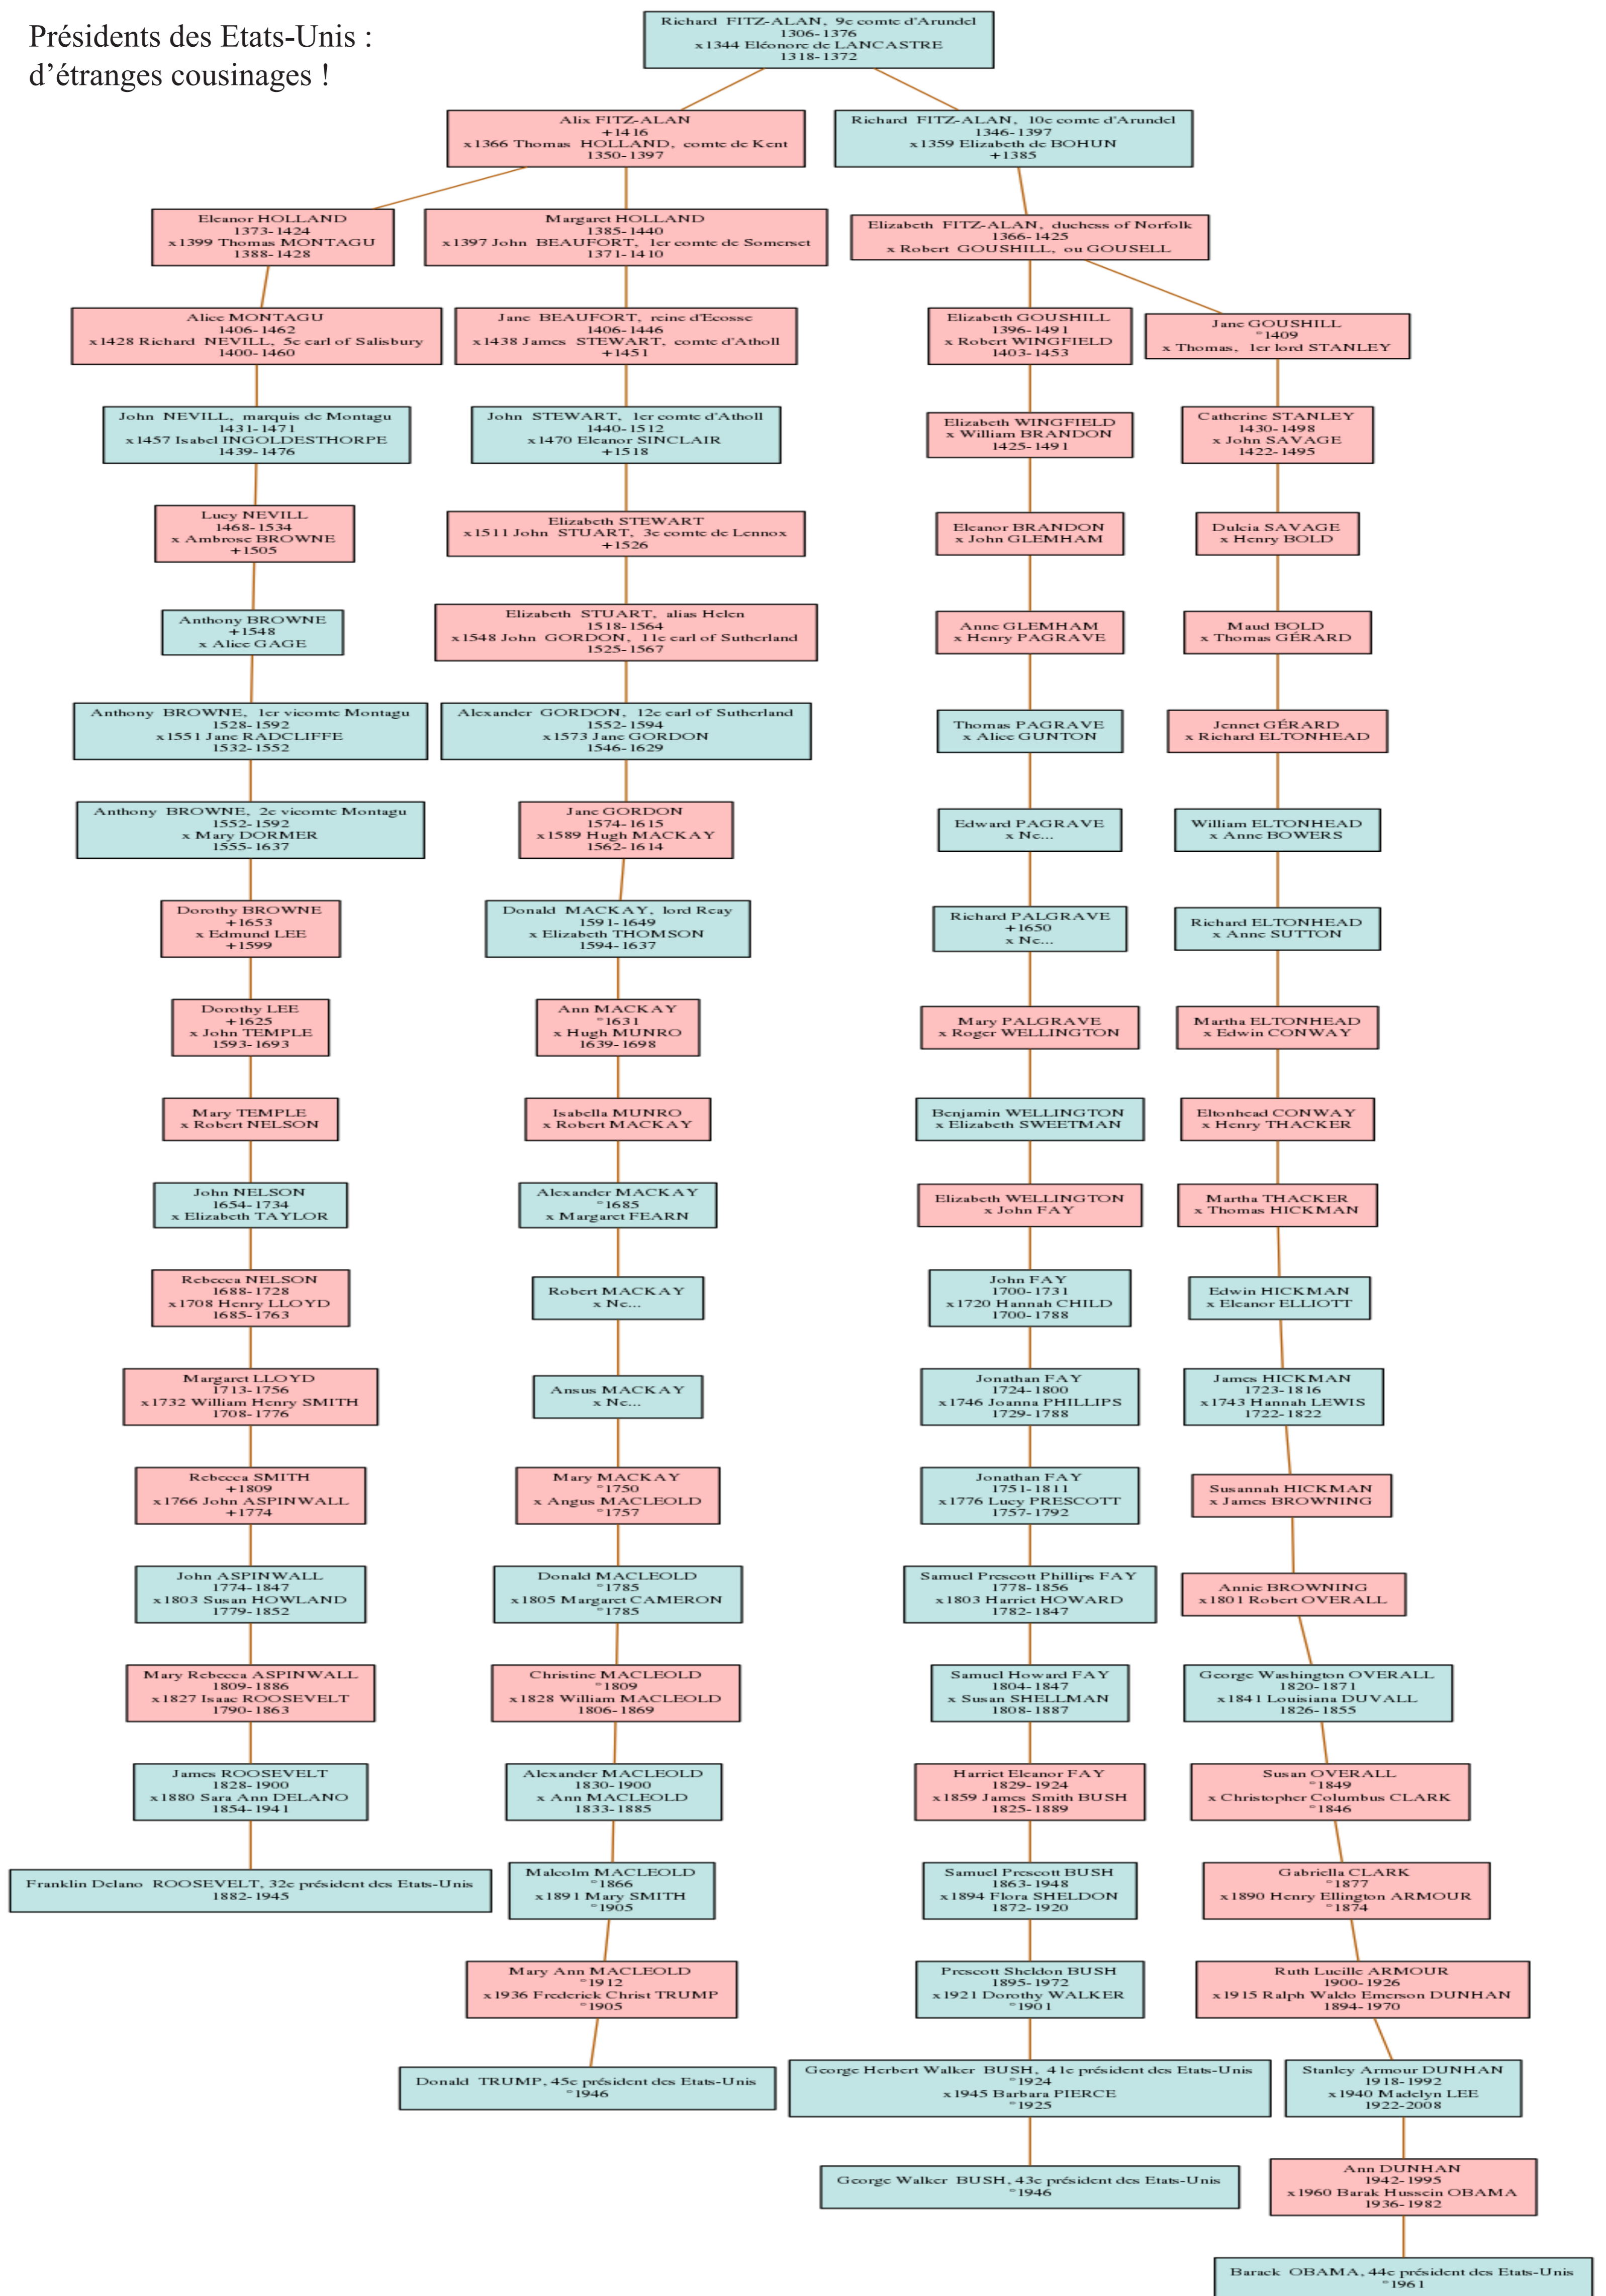 Présidents des Etats-Unis :
d’étranges cousinages !
Richard FITZ-ALAN, 9e comte d'Arundel
1306-1376
x1344 Eléonore de LANCASTRE
1318-1372
Alix FITZ-ALAN
+1416
x1366 Thomas HOLLAND, comte de Kent
1350-1397
Richard FITZ-ALAN, 10e comte d'Arundel
1346-1397
x1359 Elizabeth de BOHUN
+1385
Eleanor HOLLAND
1373-1424
x1399 Thomas MONTAGU
1388-1428
Margaret HOLLAND
1385-1440
x1397 John BEAUFORT, 1er comte de Somerset
1371-1410
Elizabeth FITZ-ALAN, duchess of Norfolk
1366-1425
x Robert GOUSHILL, ou GOUSELL
Alice MONTAGU
1406-1462
x1428 Richard NEVILL, 5e earl of Salisbury
1400-1460
Jane BEAUFORT, reine d'Ecosse
1406-1446
x1438 James STEWART, comte d'Atholl
+1451
Elizabeth GOUSHILL
1396-1491
x Robert WINGFIELD
1403-1453
Jane GOUSHILL
°1409
x Thomas, 1er lord STANLEY
John NEVILL, marquis de Montagu
1431-1471
x1457 Isabel INGOLDESTHORPE
1439-1476
John STEWART, 1er comte d'Atholl
1440-1512
x1470 Eleanor SINCLAIR
+1518
Elizabeth WINGFIELD
x William BRANDON
1425-1491
Catherine STANLEY
1430-1498
x John SAVAGE
1422-1495
Lucy NEVILL
1468-1534
x Ambrose BROWNE
+1505
Elizabeth STEWART
x1511 John STUART, 3e comte de Lennox
+1526
Eleanor BRANDON
x John GLEMHAM
Dulcia SAVAGE
x Henry BOLD
Anthony BROWNE
+1548
x Alice GAGE
Elizabeth STUART, alias Helen
1518-1564
x1548 John GORDON, 11e earl of Sutherland
1525-1567
Anne GLEMHAM
x Henry PAGRAVE
Maud BOLD
x Thomas GÉRARD
Anthony BROWNE, 1er vicomte Montagu
1528-1592
x1551 Jane RADCLIFFE
1532-1552
Alexander GORDON, 12e earl of Sutherland
1552-1594
x1573 Jane GORDON
1546-1629
Thomas PAGRAVE
x Alice GUNTON
Jennet GÉRARD
x Richard ELTONHEAD
Anthony BROWNE, 2e vicomte Montagu
1552-1592
x Mary DORMER
1555-1637
Jane GORDON
1574-1615
x1589 Hugh MACKAY
1562-1614
Edward PAGRAVE
x Ne...
William ELTONHEAD
x Anne BOWERS
Dorothy BROWNE
+1653
x Edmund LEE
+1599
Donald MACKAY, lord Reay
1591-1649
x Elizabeth THOMSON
1594-1637
Richard PALGRAVE
+1650
x Ne...
Richard ELTONHEAD
x Anne SUTTON
Dorothy LEE
+1625
x John TEMPLE
1593-1693
Ann MACKAY
°1631
x Hugh MUNRO
1639-1698
Mary PALGRAVE
x Roger WELLINGTON
Martha ELTONHEAD
x Edwin CONWAY
Mary TEMPLE
x Robert NELSON
Isabella MUNRO
x Robert MACKAY
Benjamin WELLINGTON
x Elizabeth SWEETMAN
Eltonhead CONWAY
x Henry THACKER
John NELSON
1654-1734
x Elizabeth TAYLOR
Alexander MACKAY
°1685
x Margaret FEARN
Elizabeth WELLINGTON
x John FAY
Martha THACKER
x Thomas HICKMAN
Rebecca NELSON
1688-1728
x1708 Henry LLOYD
1685-1763
Robert MACKAY
x Ne...
John FAY
1700-1731
x1720 Hannah CHILD
1700-1788
Edwin HICKMAN
x Eleanor ELLIOTT
Margaret LLOYD
1713-1756
x1732 William Henry SMITH
1708-1776
Ansus MACKAY
x Ne...
Jonathan FAY
1724-1800
x1746 Joanna PHILLIPS
1729-1788
James HICKMAN
1723-1816
x1743 Hannah LEWIS
1722-1822
Rebecca SMITH
+1809
x1766 John ASPINWALL
+1774
Mary MACKAY
°1750
x Angus MACLEOLD
°1757
Jonathan FAY
1751-1811
x1776 Lucy PRESCOTT
1757-1792
Susannah HICKMAN
x James BROWNING
John ASPINWALL
1774-1847
x1803 Susan HOWLAND
1779-1852
Donald MACLEOLD
°1785
x1805 Margaret CAMERON
°1785
Samuel Prescott Phillips FAY
1778-1856
x1803 Harriet HOWARD
1782-1847
Annie BROWNING
x1801 Robert OVERALL
Mary Rebecca ASPINWALL
1809-1886
x1827 Isaac ROOSEVELT
1790-1863
Christine MACLEOLD
°1809
x1828 William MACLEOLD
1806-1869
Samuel Howard FAY
1804-1847
x Susan SHELLMAN
1808-1887
George Washington OVERALL
1820-1871
x1841 Louisiana DUVALL
1826-1855
James ROOSEVELT
1828-1900
x1880 Sara Ann DELANO
1854-1941
Alexander MACLEOLD
1830-1900
x Ann MACLEOLD
1833-1885
Harriet Eleanor FAY
1829-1924
x1859 James Smith BUSH
1825-1889
Susan OVERALL
°1849
x Christopher Columbus CLARK
°1846
Franklin Delano ROOSEVELT, 32e président des Etats-Unis
1882-1945
Malcolm MACLEOLD
°1866
x1891 Mary SMITH
°1905
Samuel Prescott BUSH
1863-1948
x1894 Flora SHELDON
1872-1920
Gabriella CLARK
°1877
x1890 Henry Ellington ARMOUR
°1874
Mary Ann MACLEOLD
°1912
x1936 Frederick Christ TRUMP
°1905
Prescott Sheldon BUSH
1895-1972
x1921 Dorothy WALKER
°1901
Ruth Lucille ARMOUR
1900-1926
x1915 Ralph Waldo Emerson DUNHAN
1894-1970
Donald TRUMP, 45e président des Etats-Unis
°1946
George Herbert Walker BUSH, 41e président des Etats-Unis
°1924
x1945 Barbara PIERCE
°1925
Stanley Armour DUNHAN
1918-1992
x1940 Madelyn LEE
1922-2008
George Walker BUSH, 43e président des Etats-Unis
°1946
Ann DUNHAN
1942-1995
x1960 Barak Hussein OBAMA
1936-1982
Barack OBAMA, 44e président des Etats-Unis
°1961